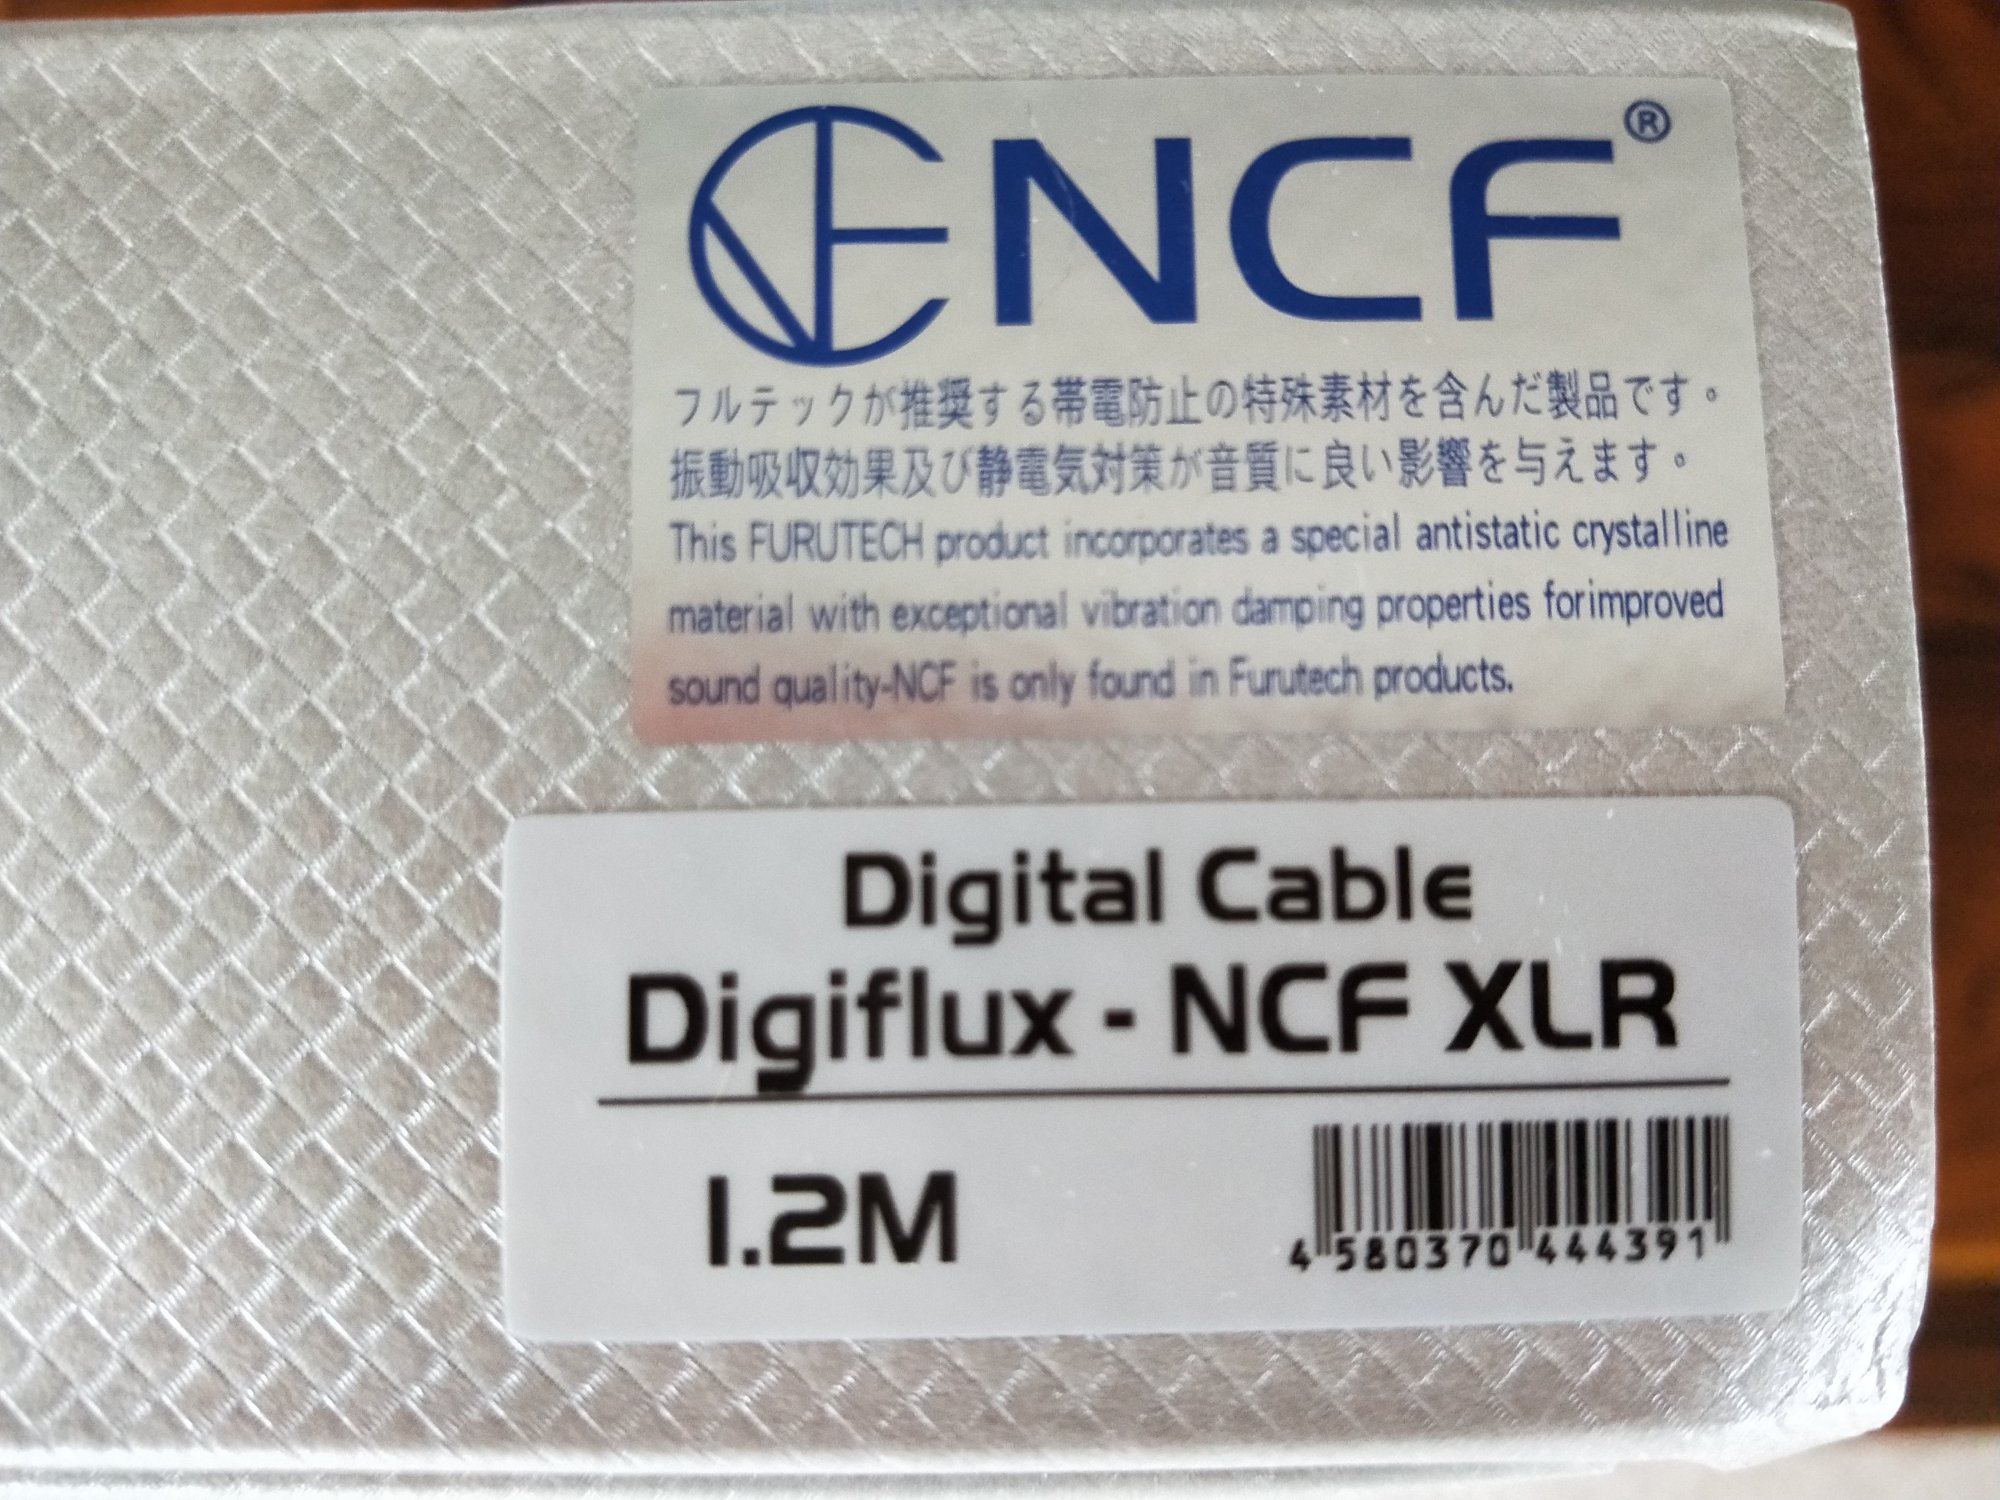 NCF®
フルテックが推奨する帯電防止の特殊素材を含んだ製品です。
振動吸収効果及び静電気対策が音質に良い影響を与えます。
This FURUTECH product incorporates a special antistatic crystalline
material with exceptional vibration damping properties forimproved
sound quality-NCF is only found in Furutech products.
Digital Cable
Digiflux - NCF XLR
1.2M
4 580370 444391